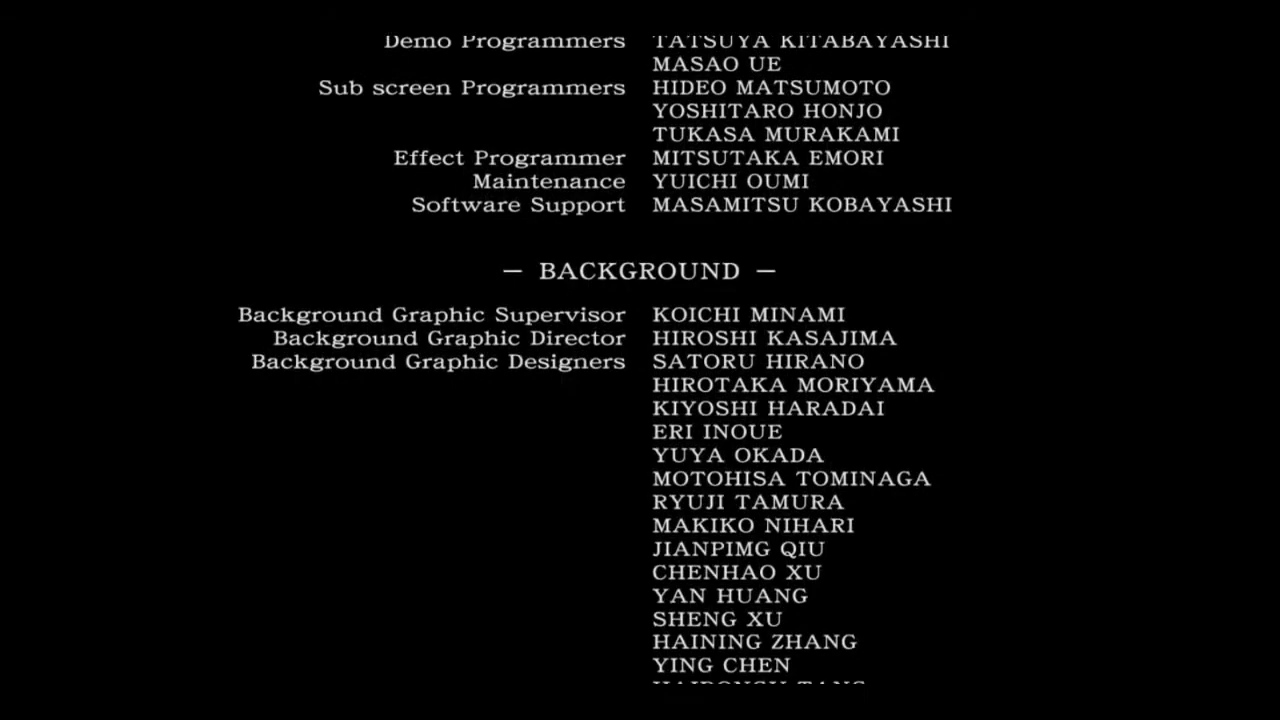 Demo Programmers TATSUYA KITABAYASHI
MASAO UE
Sub screen Programmers HIDEO MATSUMOTO
YOSHITARO HONJO
TUKASA MURAKAMI
Effect Programmer MITSUTAKA EMORI
Maintenance YUICHI OUMI
Software Support MASAMITSU KOBAYASHI
— BACKGROUND —
Background Graphic Supervisor KOICHI MINAMI
Background Graphic Director HIROSHI KASAJIMA
Background Graphic Designers SATORU HIRANO
HIROTAKA MORIYAMA
KIYOSHI HARADAI
ERI INOUE
YUYA OKADA
MOTOHISA TOMINAGA
RYUJI TAMURA
MAKIKO NIHARI
JIANPIMG QIU
CHENHAO XU
YAN HUANG
SHENG XU
HAINING ZHANG
YING CHEN